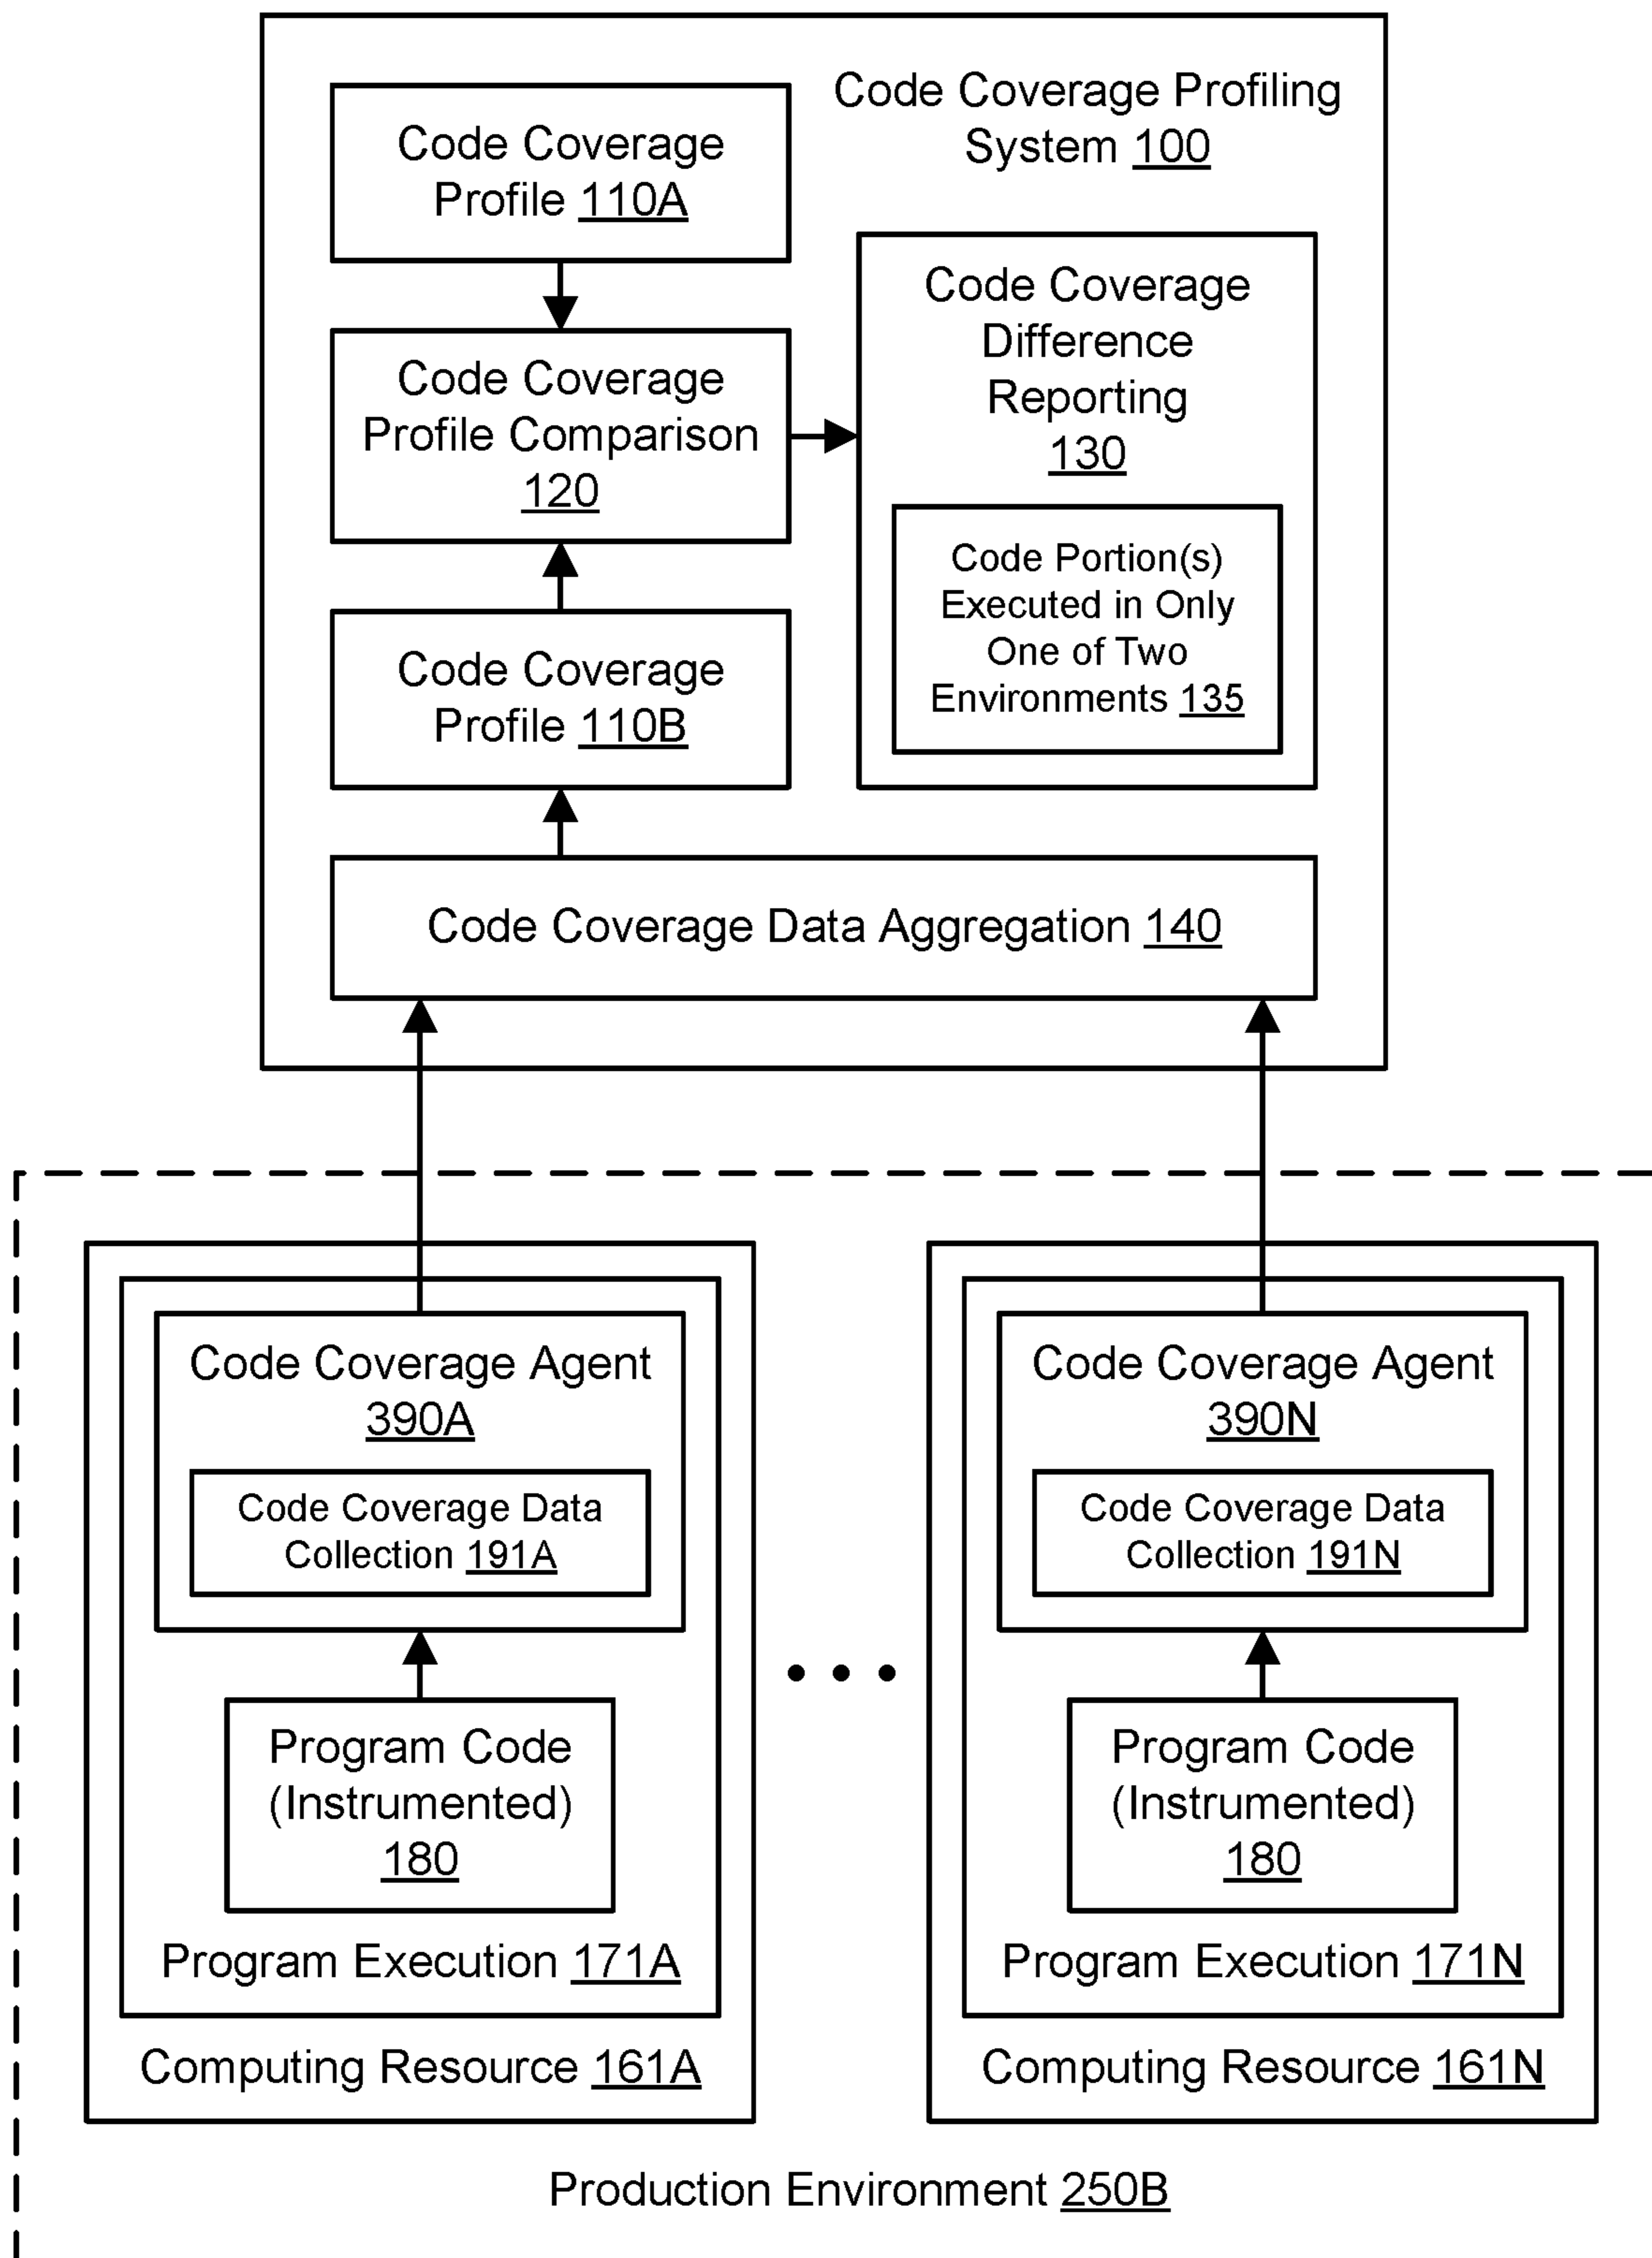 Code Coverage Profiling
System 100
Code Coverage
Profile 110A
Code Coverage
Difference
Reporting
130
Code Coverage
Profile Comparison
120
Code Portion(s)
Executed in Only
One of Two
Environments 135
Code Coverage
Profile 110B
Code Coverage Data Aggregation 140
Code Coverage Agent
390A
Code Coverage Data
Collection 191A
Program Code
(Instrumented)
180
Program Execution 171A
Computing Resource 161A
Code Coverage Agent
390N
Code Coverage Data
Collection 191N
Program Code
(Instrumented)
180
Program Execution 171N
Computing Resource 161N
Production Environment 250B